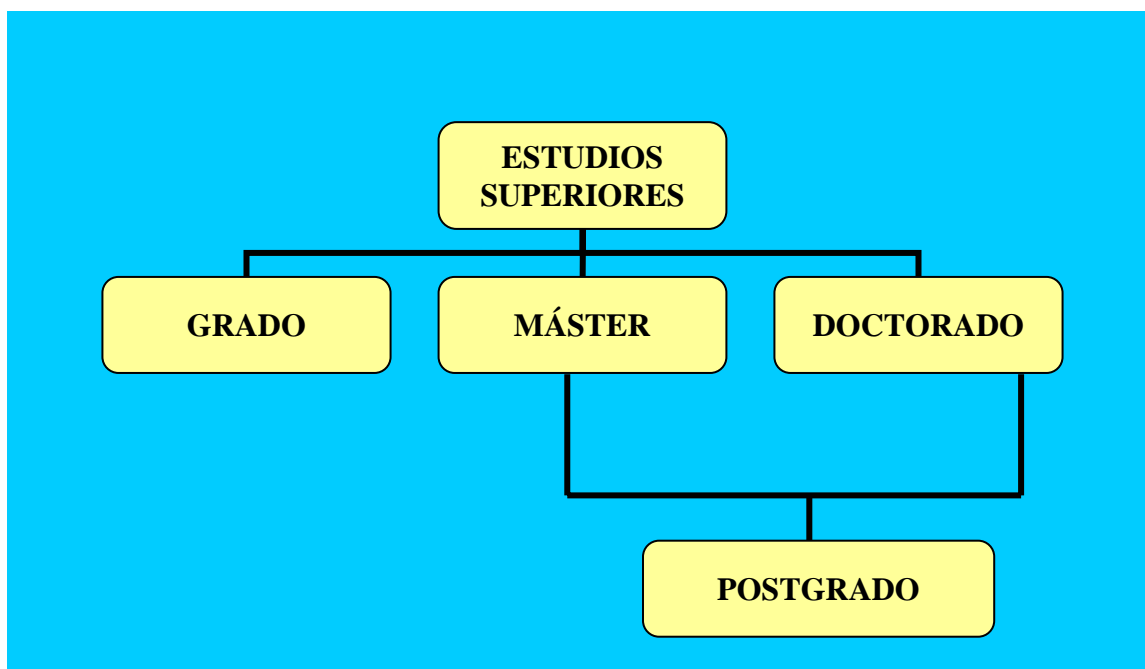 ESTUDIOS
SUPERIORES
GRADO
MÁSTER
DOCTORADO
POSTGRADO